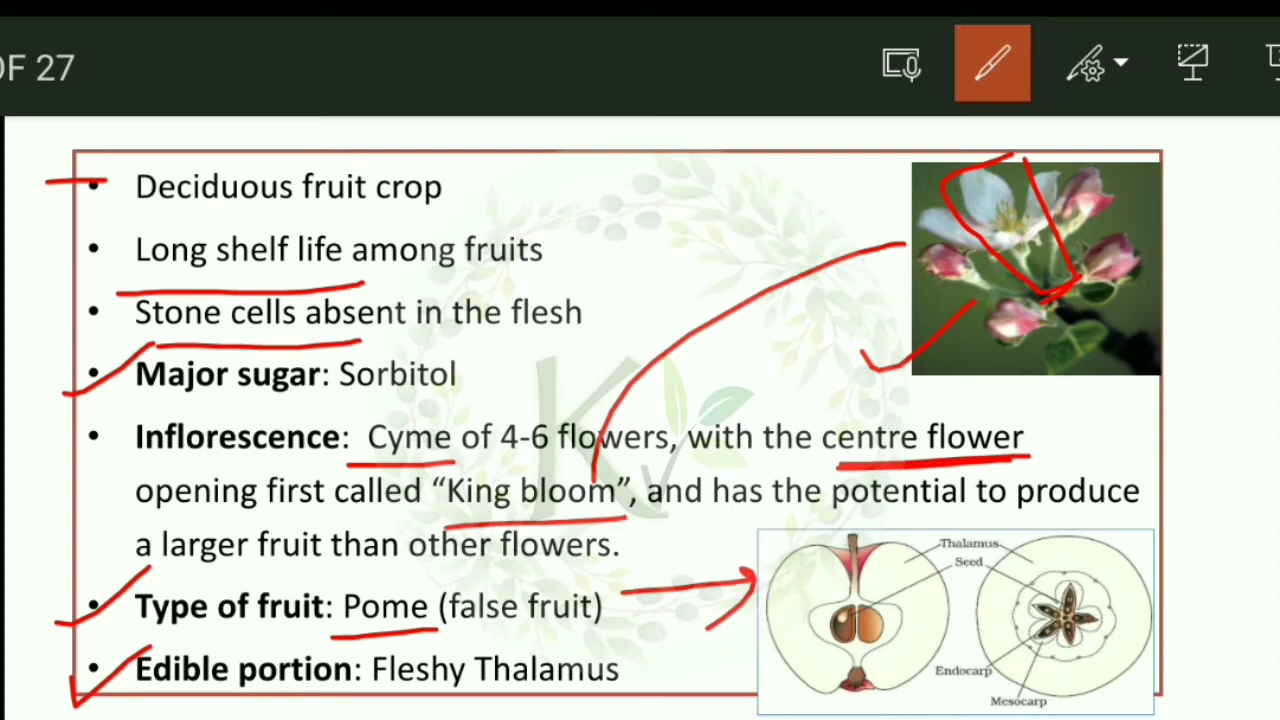 OF 27
• Deciduous fruit crop
• Long shelf life among fruits
• Stone cells absent in the flesh
• Major sugar: Sorbitol
• Inflorescence: Cyme of 4-6 flowers, with the centre flower
opening first called “King bloom”, and has the potential to produce
a larger fruit than other flowers.
• Type of fruit: Pome (false fruit)
• Edible portion: Fleshy Thalamus
Thalamus
Seed
Endocarp
Mesocarp